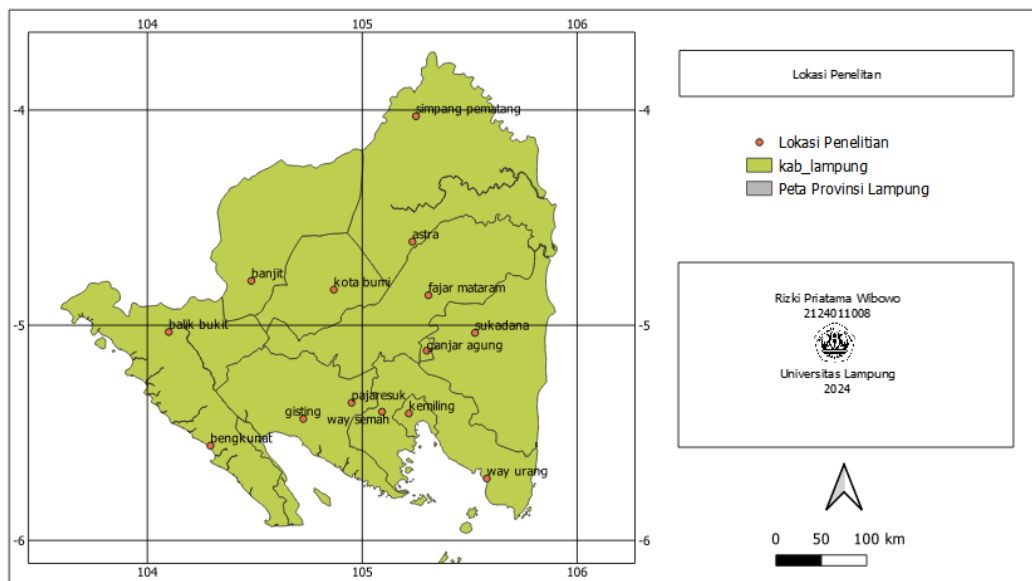 104
105
106
-4
-4
-5
-5
-6
-6
104
105
106
simpang pematang
astra
banjit
kota bumi
fajar mataram
balik bukit
sukadana
ganjar agung
pajaresuk
gisting
way semah
kemiling
bengkunat
way urang
Lokasi Penelitan
Lokasi Penelitian
kab_lampung
Peta Provinsi Lampung
Rizki Priatama Wibowo
2124011008
Universitas Lampung
2024
0 50 100 km